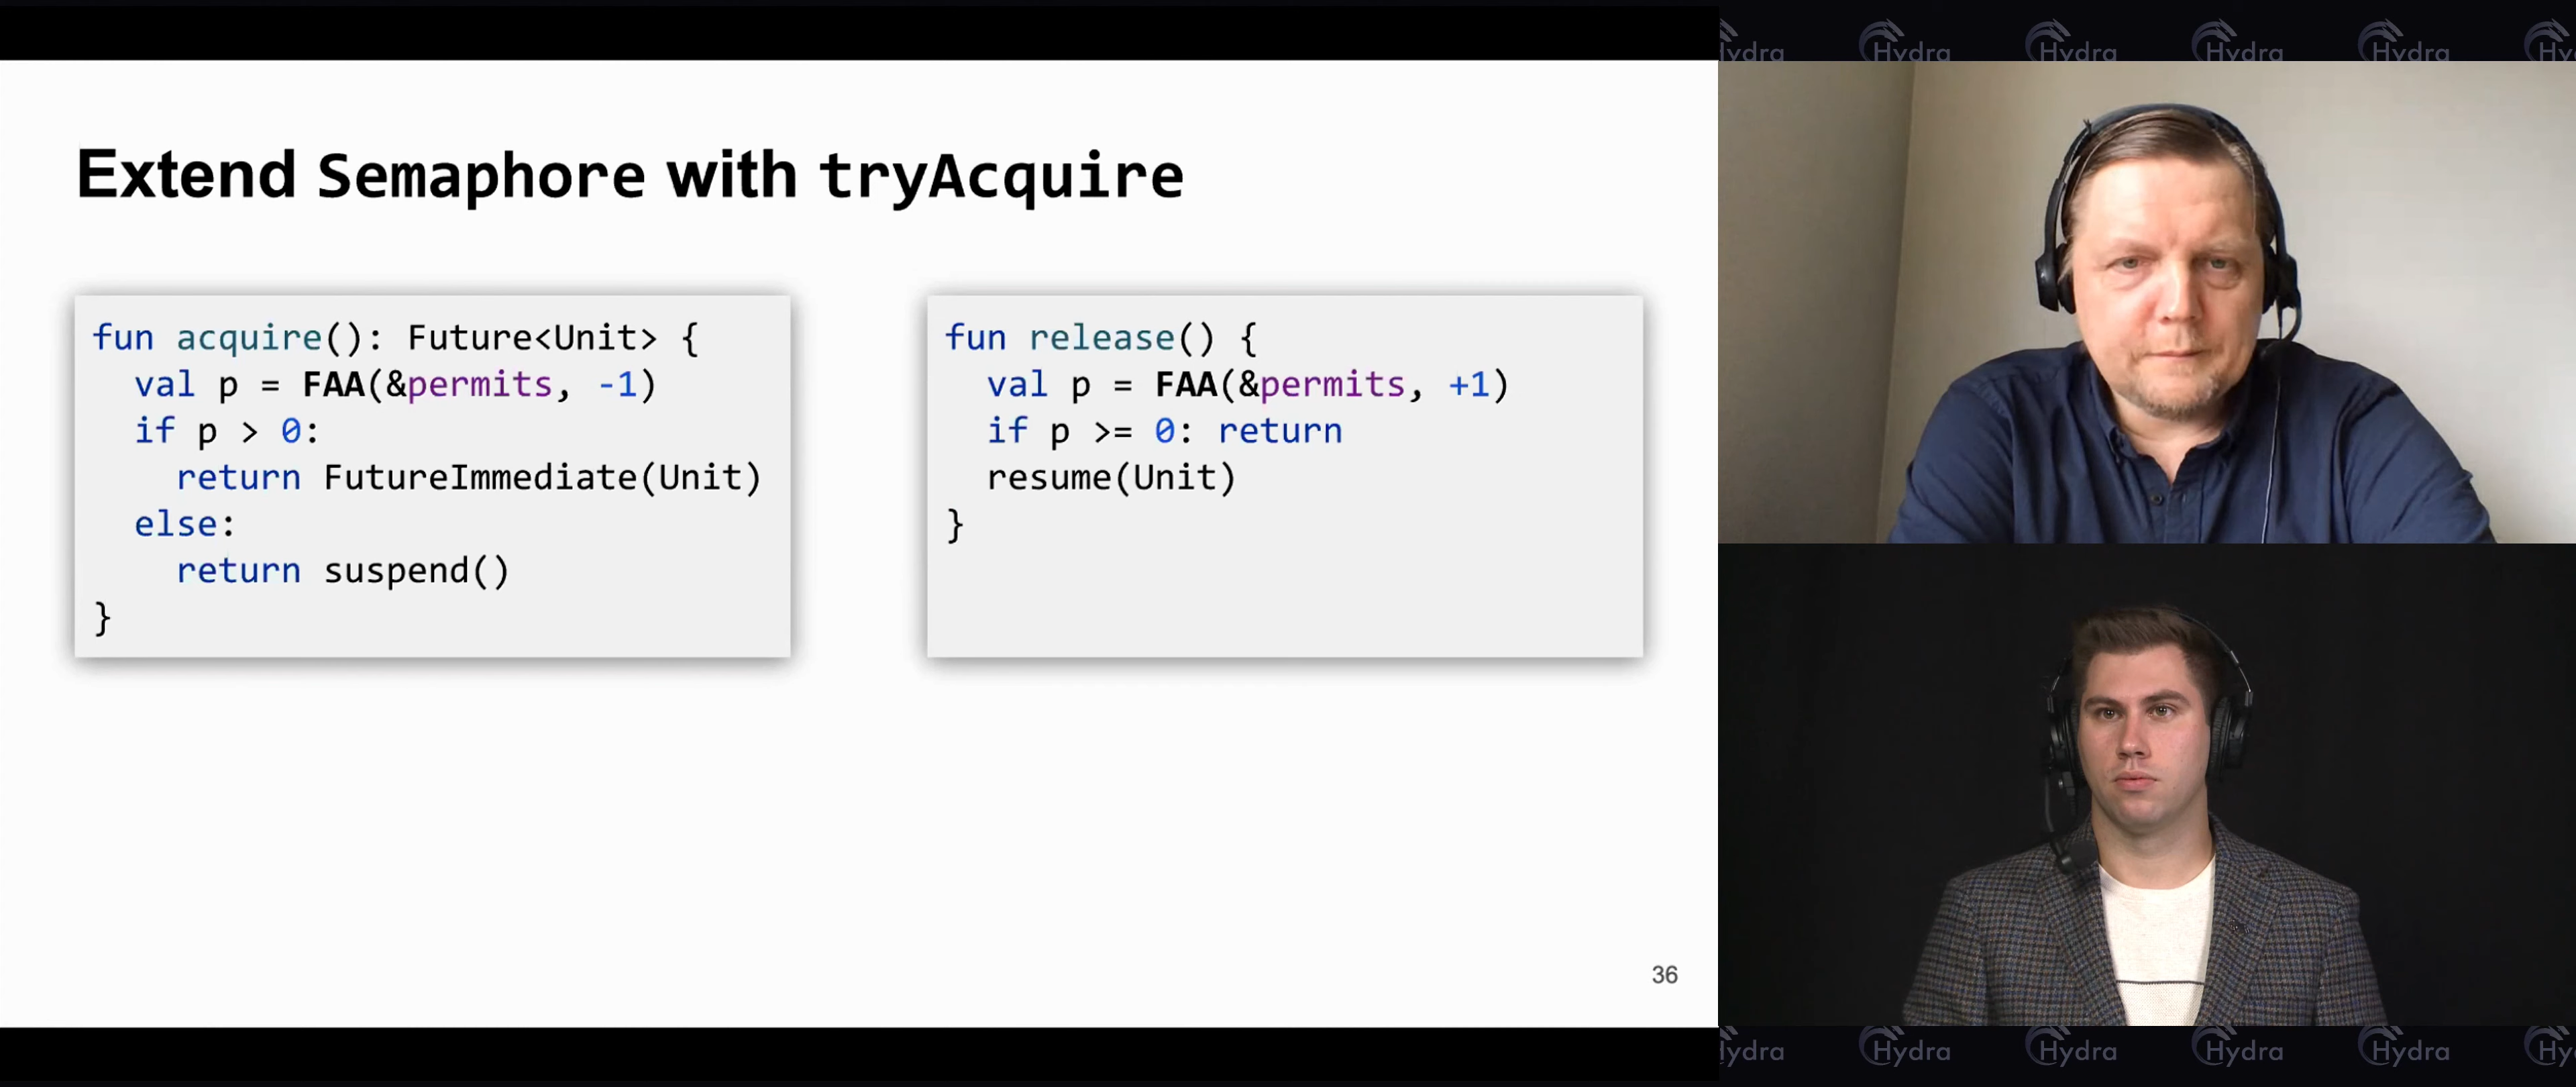 Extend Semaphore with tryAcquire
fun acquire(): Future<Unit> {
  val p = FAA(&permits, -1)
  if p > 0:
    return FutureImmediate(Unit)
  else:
    return suspend()
}
fun release() {
  val p = FAA(&permits, +1)
  if p >= 0: return
  resume(Unit)
}
36
Hydra Hydra Hydra Hydra
Hydra Hydra Hydra Hydra